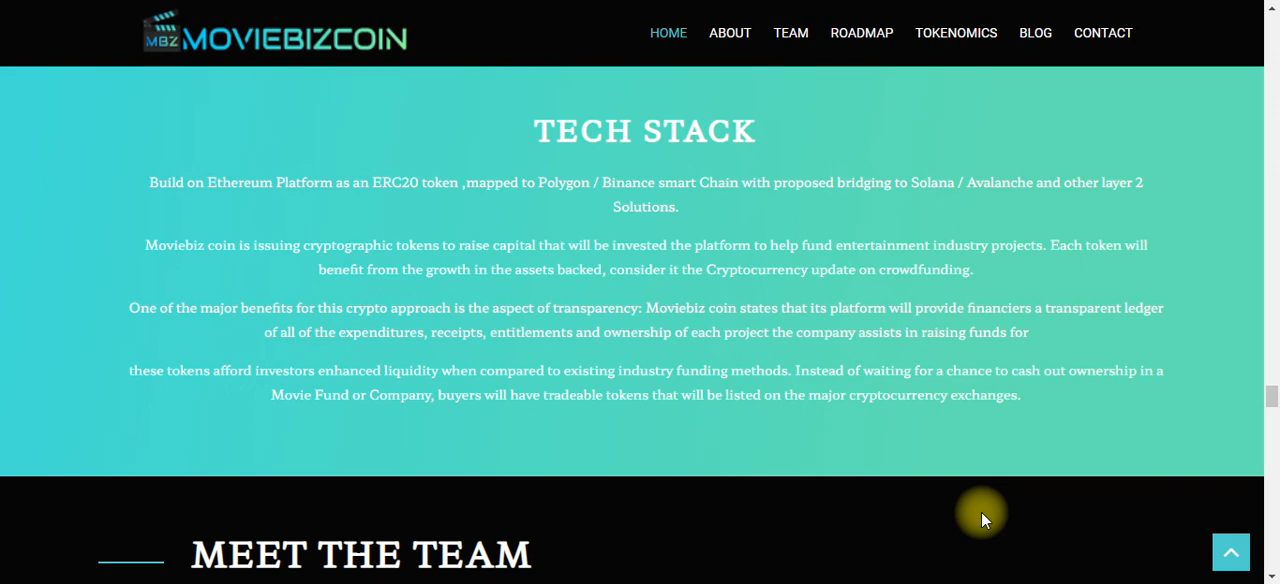 MBZ MOVIEBIZCOIN
HOME ABOUT TEAM ROADMAP TOKENOMICS BLOG CONTACT
TECH STACK
Build on Ethereum Platform as an ERC20 token ,mapped to Polygon / Binance smart Chain with proposed bridging to Solana / Avalanche and other layer 2
Solutions.
Moviebiz coin is issuing cryptographic tokens to raise capital that will be invested the platform to help fund entertainment industry projects. Each token will
benefit from the growth in the assets backed, consider it the Cryptocurrency update on crowdfunding.
One of the major benefits for this crypto approach is the aspect of transparency: Moviebiz coin states that its platform will provide financiers a transparent ledger
of all of the expenditures, receipts, entitlements and ownership of each project the company assists in raising funds for
these tokens afford investors enhanced liquidity when compared to existing industry funding methods. Instead of waiting for a chance to cash out ownership in a
Movie Fund or Company, buyers will have tradeable tokens that will be listed on the major cryptocurrency exchanges.
MEET THE TEAM